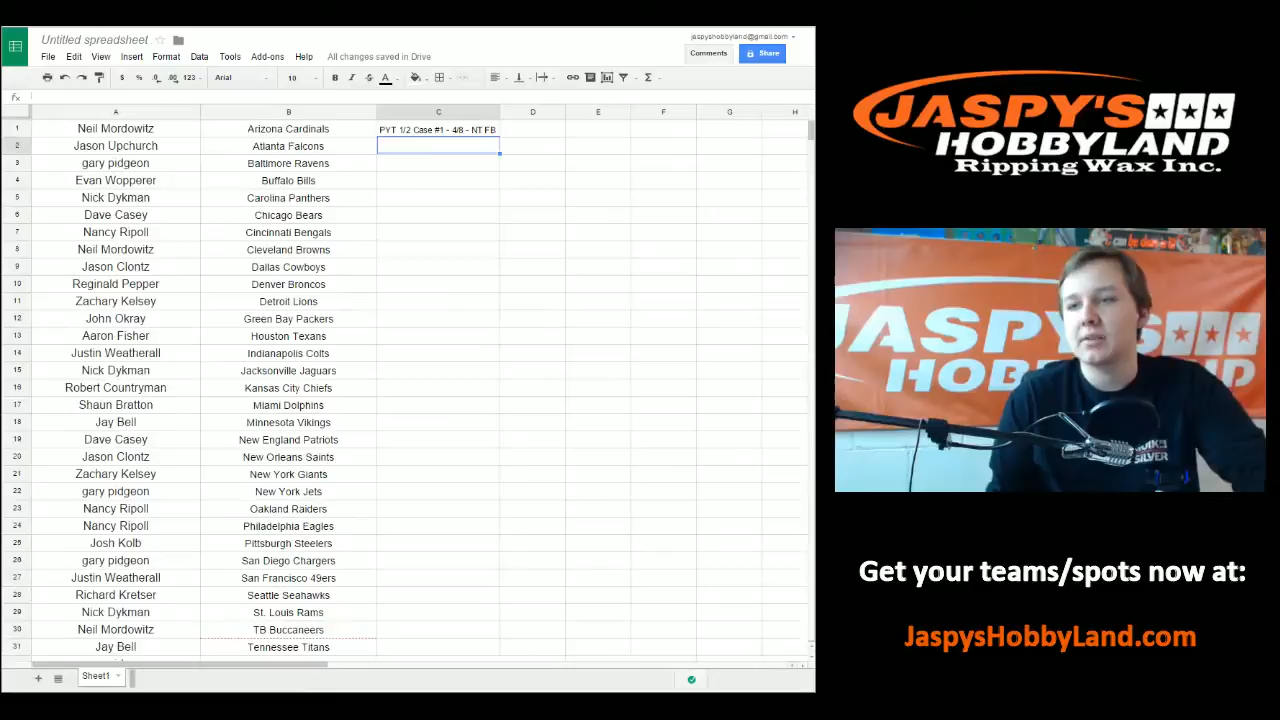 Untitled spreadsheet
jaspyshobbyland@gmail.com
File Edit View Insert Format Data Tools Add-ons Help All changes saved in Drive
Comments Share
$ % .0 .00 123 Arial 10 B I S A
fx
A B C D E F G H
1 Neil Mordowitz Arizona Cardinals PYT 1/2 Case #1 - 4/8 - NT FB
2 Jason Upchurch Atlanta Falcons
3 gary pidgeon Baltimore Ravens
4 Evan Wopperer Buffalo Bills
5 Nick Dykman Carolina Panthers
6 Dave Casey Chicago Bears
7 Nancy Ripoll Cincinnati Bengals
8 Neil Mordowitz Cleveland Browns
9 Jason Clontz Dallas Cowboys
10 Reginald Pepper Denver Broncos
11 Zachary Kelsey Detroit Lions
12 John Okray Green Bay Packers
13 Aaron Fisher Houston Texans
14 Justin Weatherall Indianapolis Colts
15 Nick Dykman Jacksonville Jaguars
16 Robert Countryman Kansas City Chiefs
17 Shaun Bratton Miami Dolphins
18 Jay Bell Minnesota Vikings
19 Dave Casey New England Patriots
20 Jason Clontz New Orleans Saints
21 Zachary Kelsey New York Giants
22 gary pidgeon New York Jets
23 Nancy Ripoll Oakland Raiders
24 Nancy Ripoll Philadelphia Eagles
25 Josh Kolb Pittsburgh Steelers
26 gary pidgeon San Diego Chargers
27 Justin Weatherall San Francisco 49ers
28 Richard Kretser Seattle Seahawks
29 Nick Dykman St. Louis Rams
30 Neil Mordowitz TB Buccaneers
31 Jay Bell Tennessee Titans
Sheet1
JASPY'S
HOBBYLAND
Ripping Wax Inc.
JASPY'S
HOB LAND
QUIK
SILVER
Get your teams/spots now at:
JaspysHobbyLand.com